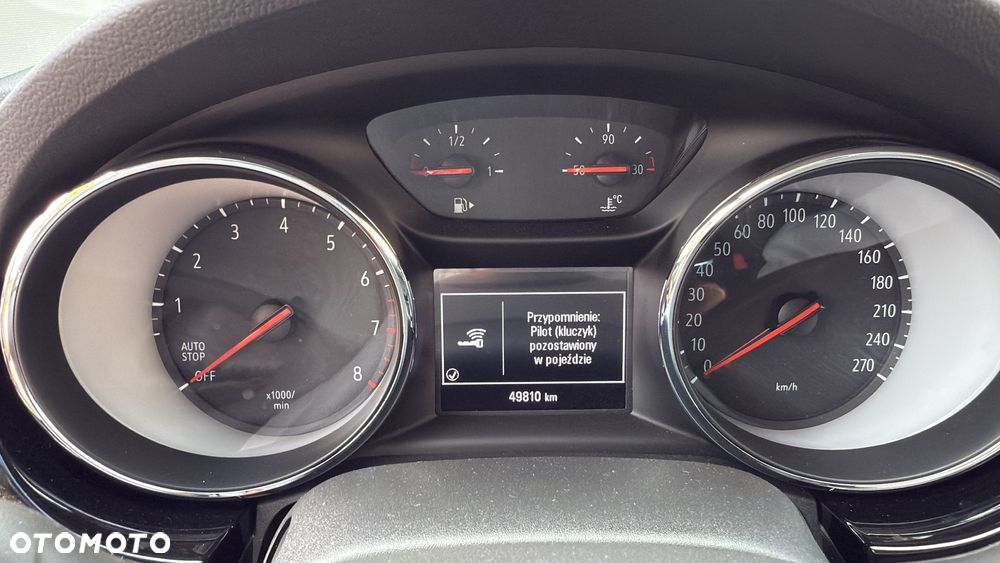 1/2
1
90
50
130
°C
1
2
3
4
5
6
7
8
AUTO
STOP
OFF
x1000/
min
Przypomnienie:
Pilot (kluczyk)
pozostawiony
w pojeździe
49810 km
0
10
20
30
40
50
60
80
100
120
140
160
180
210
240
270
km/h
OTOMOTO